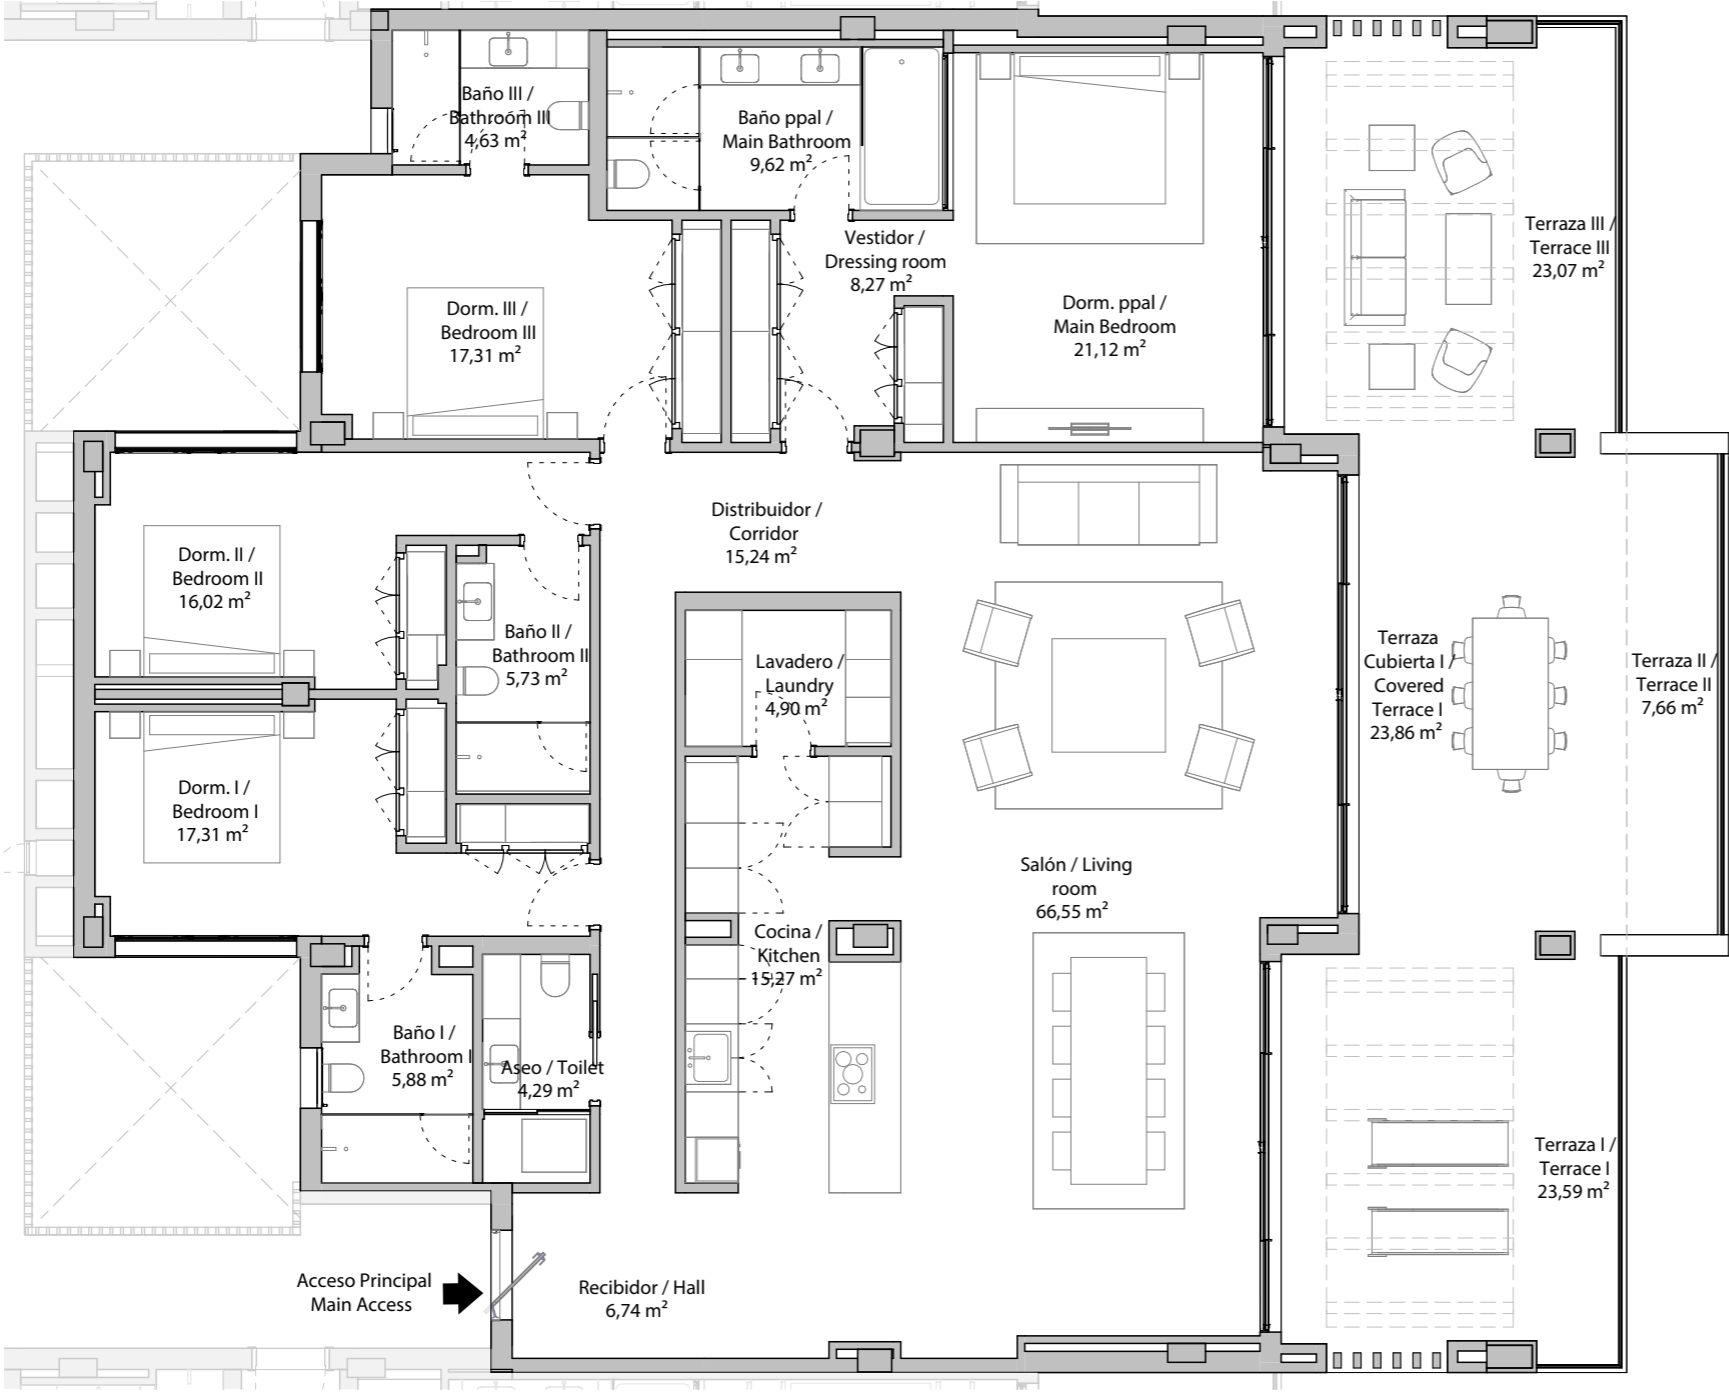 Baño III /
Bathroom III
4,63 m²
Baño ppal /
Main Bathroom
9,62 m²
Vestidor /
Dressing room
8,27 m²
Terraza III /
Terrace III
23,07 m²
Dorm. III /
Bedroom III
17,31 m²
Dorm. ppal /
Main Bedroom
21,12 m²
Distribuidor /
Corridor
15,24 m²
Dorm. II /
Bedroom II
16,02 m²
Baño II /
Bathroom II
5,73 m²
Lavadero /
Laundry
4,90 m²
Terraza
Cubierta I /
Covered
Terrace I
23,86 m²
Terraza II /
Terrace II
7,66 m²
Dorm. I /
Bedroom I
17,31 m²
Salón / Living
room
66,55 m²
Cocina /
Kitchen
15,27 m²
Baño I /
Bathroom I
5,88 m²
Aseo / Toilet
4,29 m²
Terraza I /
Terrace I
23,59 m²
Acceso Principal
Main Access
Recibidor / Hall
6,74 m²